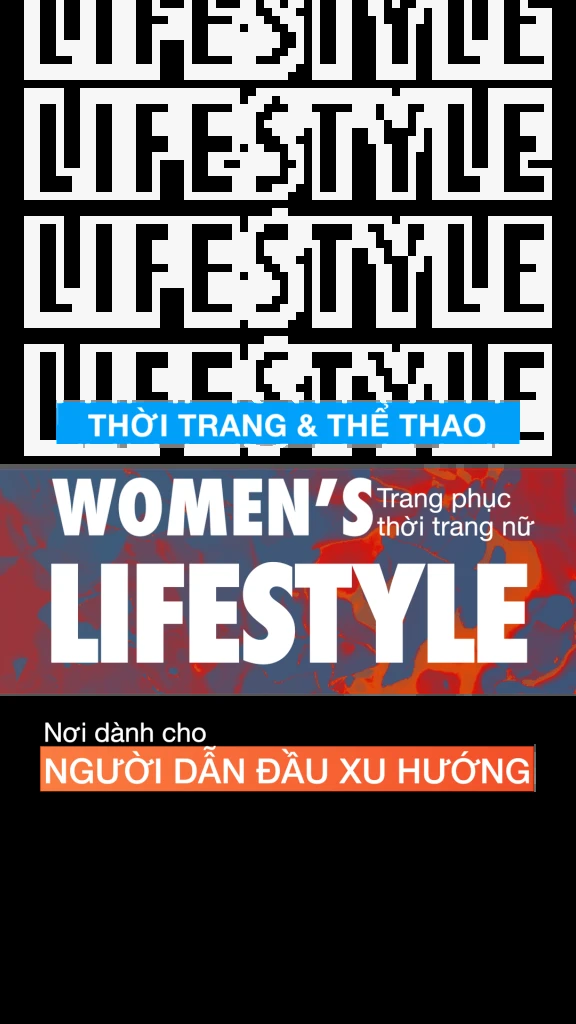 LIFESTYLE
LIFESTYLE
LIFESTYLE
LIFESTYLE
THỜI TRANG & THỂ THAO
WOMEN’S
Trang phục
thời trang nữ
LIFESTYLE
Nơi dành cho
NGƯỜI DẪN ĐẦU XU HƯỚNG